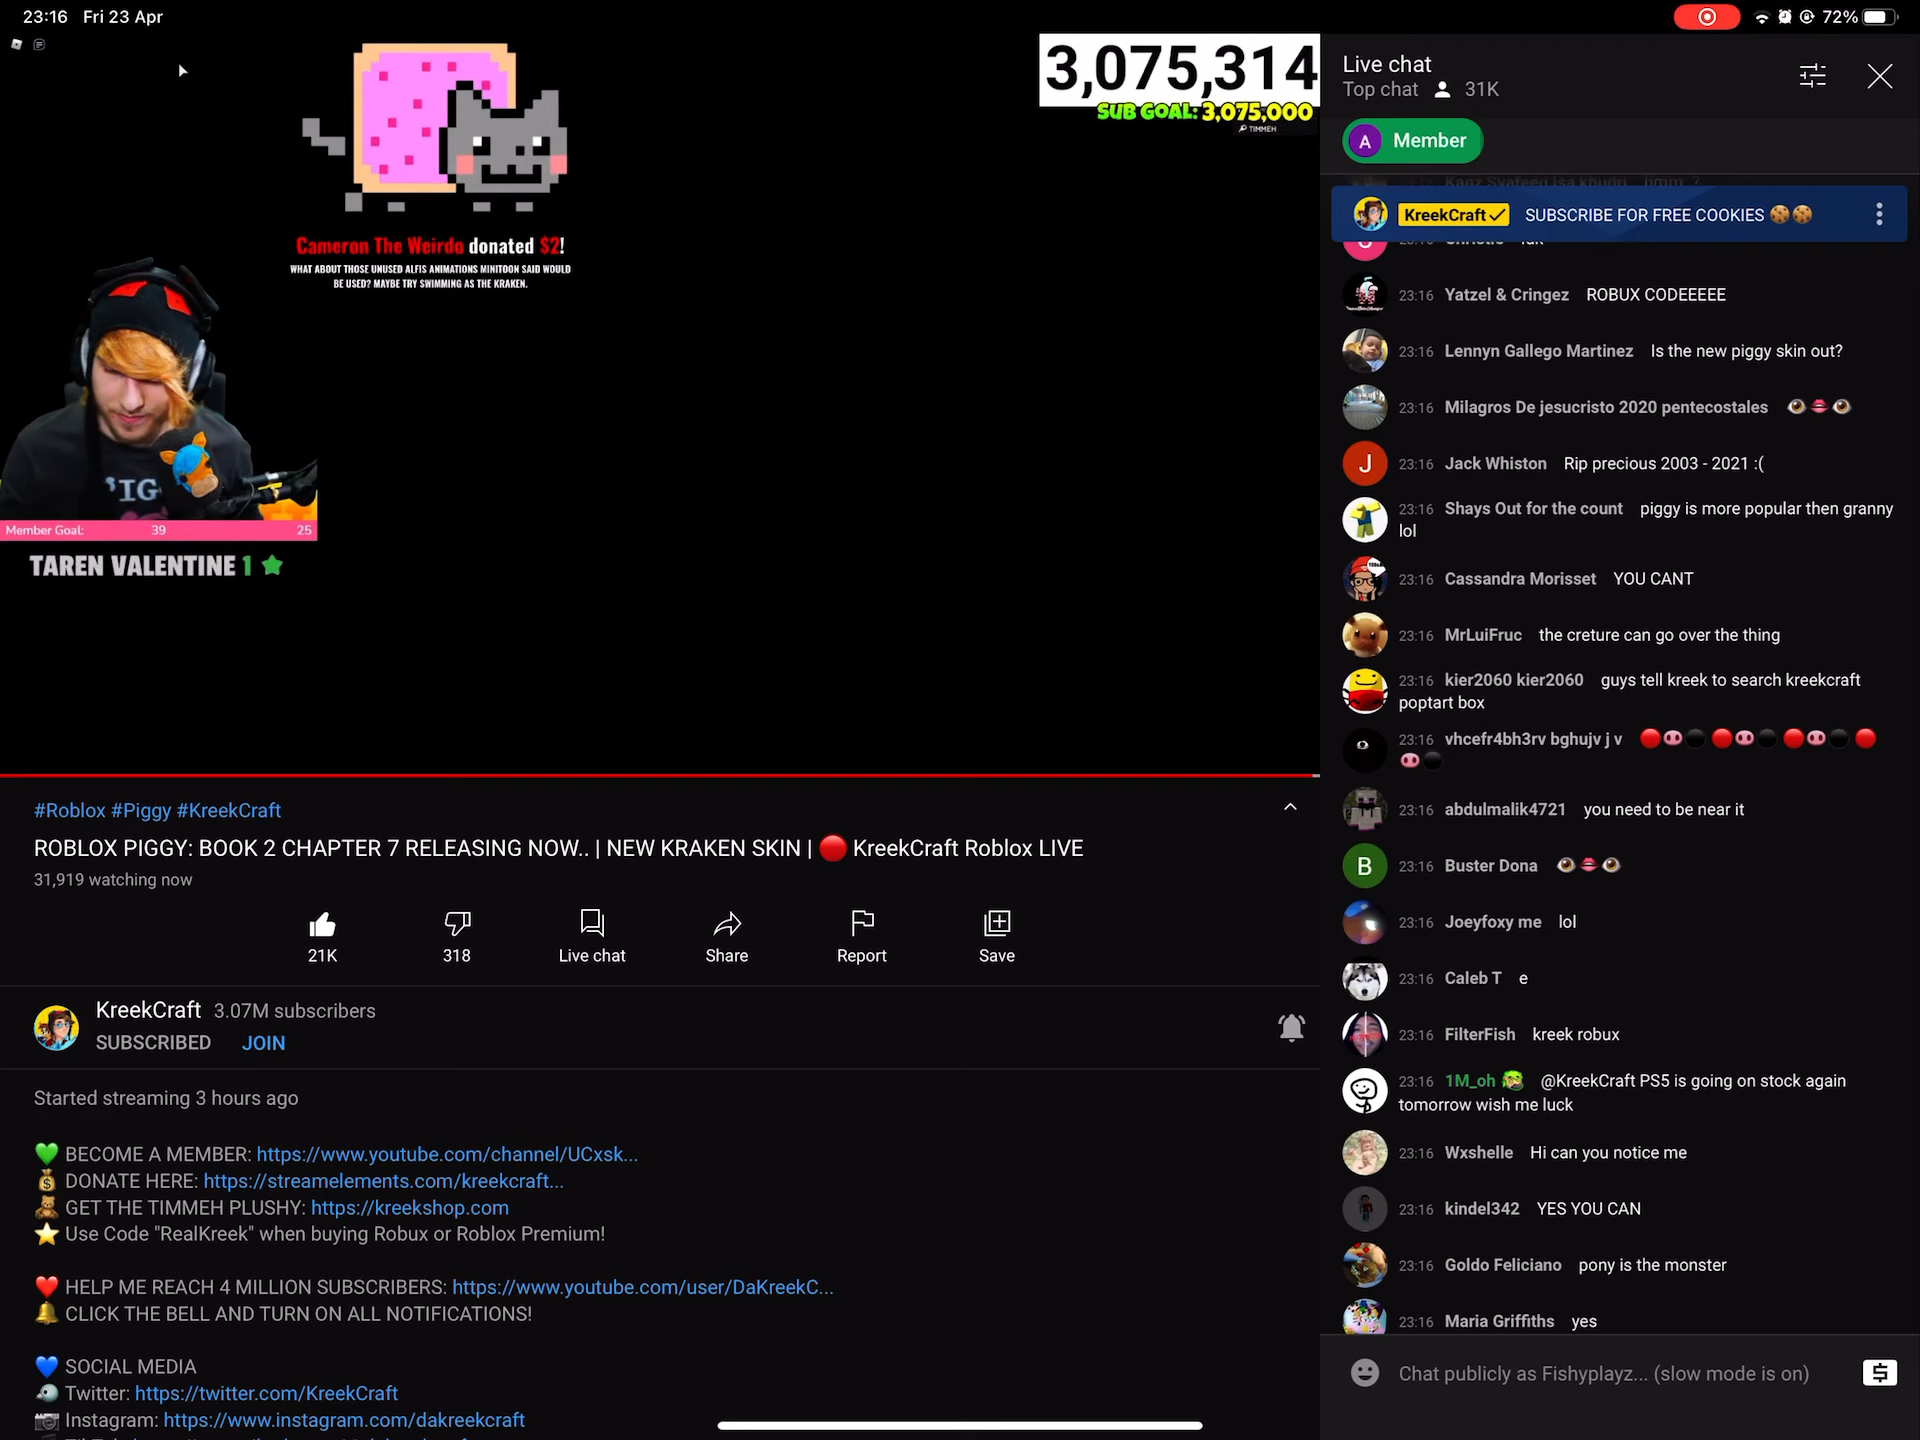 23:16 Fri 23 Apr
72%
3,075,314
SUB GOAL: 3,075,000
TIMMEH
Cameron The Weirdo donated $2!
WHAT ABOUT THOSE UNUSED ALFIS ANIMATIONS MINITOON SAID WOULD
BE USED? MAYBE TRY SWIMMING AS THE KRAKEN.
Member Goal: 39 25
TAREN VALENTINE 1
#Roblox #Piggy #KreekCraft
ROBLOX PIGGY: BOOK 2 CHAPTER 7 RELEASING NOW.. | NEW KRAKEN SKIN | 🔴 KreekCraft Roblox LIVE
31,919 watching now
21K
318
Live chat
Share
Report
Save
KreekCraft 3.07M subscribers
SUBSCRIBED JOIN
Started streaming 3 hours ago
💚 BECOME A MEMBER: https://www.youtube.com/channel/UCxsk...
💰 DONATE HERE: https://streamelements.com/kreekcraft...
🧸 GET THE TIMMEH PLUSHY: https://kreekshop.com
⭐ Use Code "RealKreek" when buying Robux or Roblox Premium!
❤️ HELP ME REACH 4 MILLION SUBSCRIBERS: https://www.youtube.com/user/DaKreekC...
🔔 CLICK THE BELL AND TURN ON ALL NOTIFICATIONS!
💙 SOCIAL MEDIA
Twitter: https://twitter.com/KreekCraft
📷 Instagram: https://www.instagram.com/dakreekcraft
Live chat
Top chat 31K
A Member
KreekCraft SUBSCRIBE FOR FREE COOKIES 🍪🍪
23:16 Yatzel & Cringez ROBUX CODEEEEE
23:16 Lennyn Gallego Martinez Is the new piggy skin out?
23:16 Milagros De jesucristo 2020 pentecostales 👁👄👁
J 23:16 Jack Whiston Rip precious 2003 - 2021 :(
23:16 Shays Out for the count piggy is more popular then granny
lol
23:16 Cassandra Morisset YOU CANT
23:16 MrLuiFruc the creture can go over the thing
23:16 kier2060 kier2060 guys tell kreek to search kreekcraft
poptart box
23:16 vhcefr4bh3rv bghujv j v 🔴🐽⚫🔴🐽⚫🔴🐽⚫🔴
🐽⚫
23:16 abdulmalik4721 you need to be near it
B 23:16 Buster Dona 👁👄👁
23:16 Joeyfoxy me lol
23:16 Caleb T e
23:16 FilterFish kreek robux
23:16 1M_oh @KreekCraft PS5 is going on stock again
tomorrow wish me luck
23:16 Wxshelle Hi can you notice me
23:16 kindel342 YES YOU CAN
23:16 Goldo Feliciano pony is the monster
23:16 Maria Griffiths yes
Chat publicly as Fishyplayz... (slow mode is on)